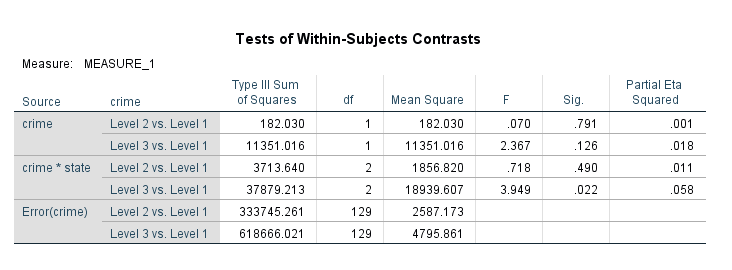 Tests of Within-Subjects Contrasts
Measure: MEASURE_1
Type III Sum Partial Eta
Source crime of Squares df Mean Square F Sig. Squared
crime Level 2 vs. Level 1 182.030 1 182.030 .070 .791 .001
Level 3 vs. Level 1 11351.016 1 11351.016 2.367 .126 .018
crime * state Level 2 vs. Level 1 3713.640 2 1856.820 .718 .490 .011
Level 3 vs. Level 1 37879.213 2 18939.607 3.949 .022 .058
Error(crime) Level 2 vs. Level 1 333745.261 129 2587.173
Level 3 vs. Level 1 618666.021 129 4795.861